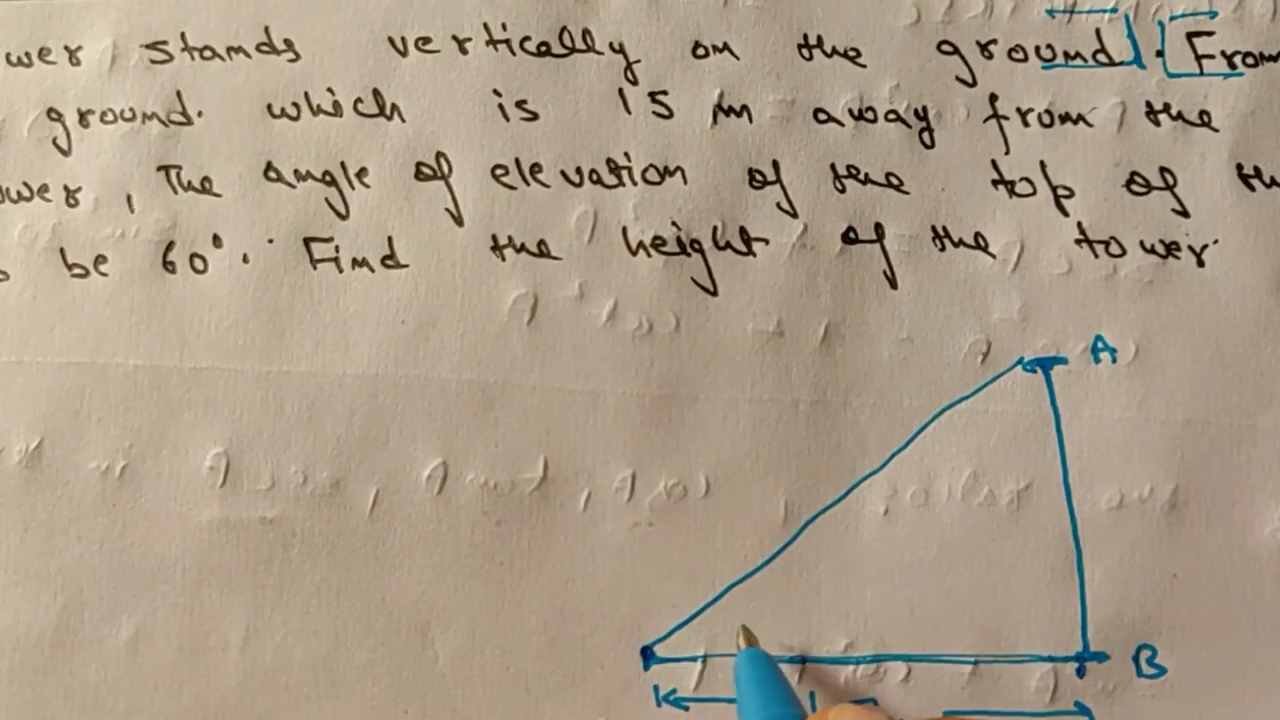 wer stands vertically on the ground. From
ground. which is 15 m away from the
wer, The angle of elevation of the top of th
be 60°. Find the height of the tower
A
B